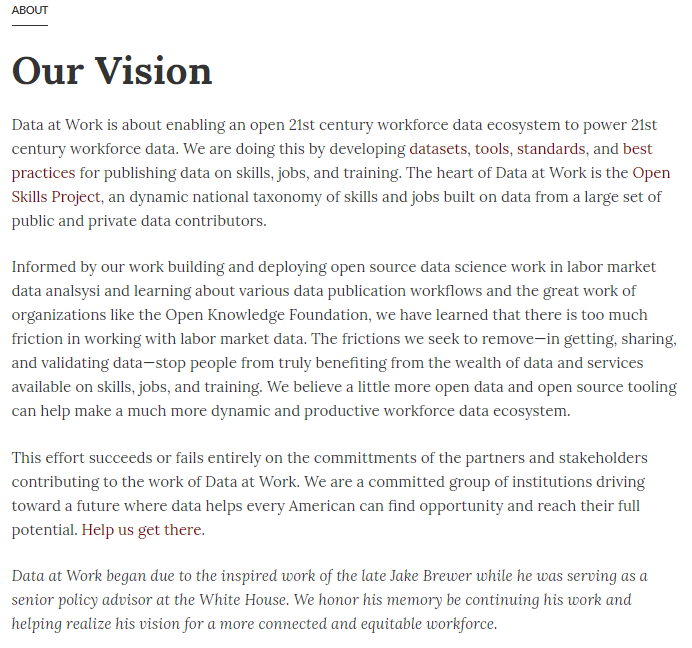 ABOUT
Our Vision
Data at Work is about enabling an open 21st century workforce data ecosystem to power 21st
century workforce data. We are doing this by developing datasets, tools, standards, and best
practices for publishing data on skills, jobs, and training. The heart of Data at Work is the Open
Skills Project, an dynamic national taxonomy of skills and jobs built on data from a large set of
public and private data contributors.
Informed by our work building and deploying open source data science work in labor market
data analsysi and learning about various data publication workflows and the great work of
organizations like the Open Knowledge Foundation, we have learned that there is too much
friction in working with labor market data. The frictions we seek to remove—in getting, sharing,
and validating data—stop people from truly benefiting from the wealth of data and services
available on skills, jobs, and training. We believe a little more open data and open source tooling
can help make a much more dynamic and productive workforce data ecosystem.
This effort succeeds or fails entirely on the committments of the partners and stakeholders
contributing to the work of Data at Work. We are a committed group of institutions driving
toward a future where data helps every American can find opportunity and reach their full
potential. Help us get there.
Data at Work began due to the inspired work of the late Jake Brewer while he was serving as a
senior policy advisor at the White House. We honor his memory be continuing his work and
helping realize his vision for a more connected and equitable workforce.